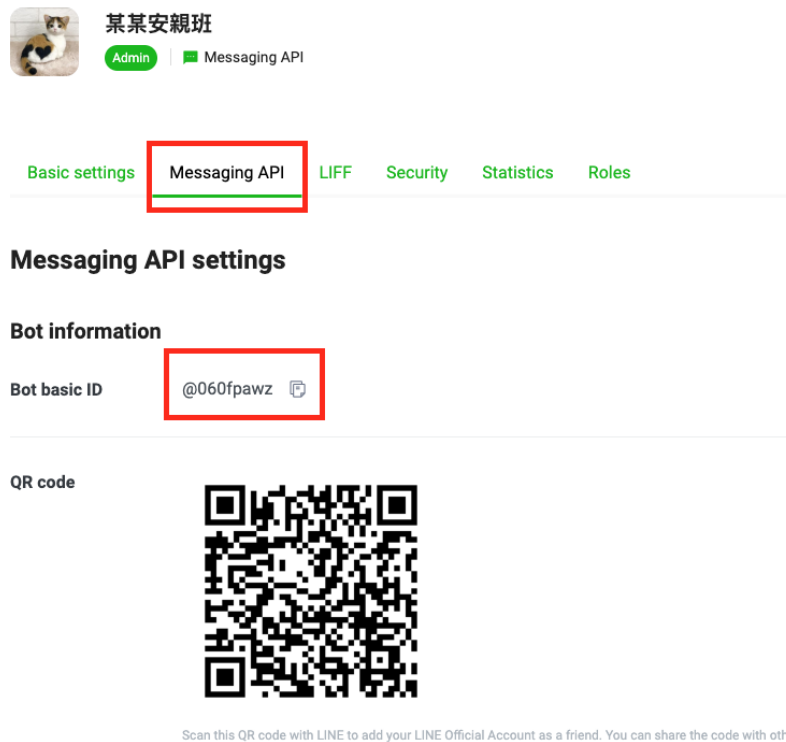 某某安親班
Admin Messaging API
Basic settings Messaging API LIFF Security Statistics Roles
Messaging API settings
Bot information
Bot basic ID @060fpawz
QR code
Scan this QR code with LINE to add your LINE Official Account as a friend. You can share the code with oth